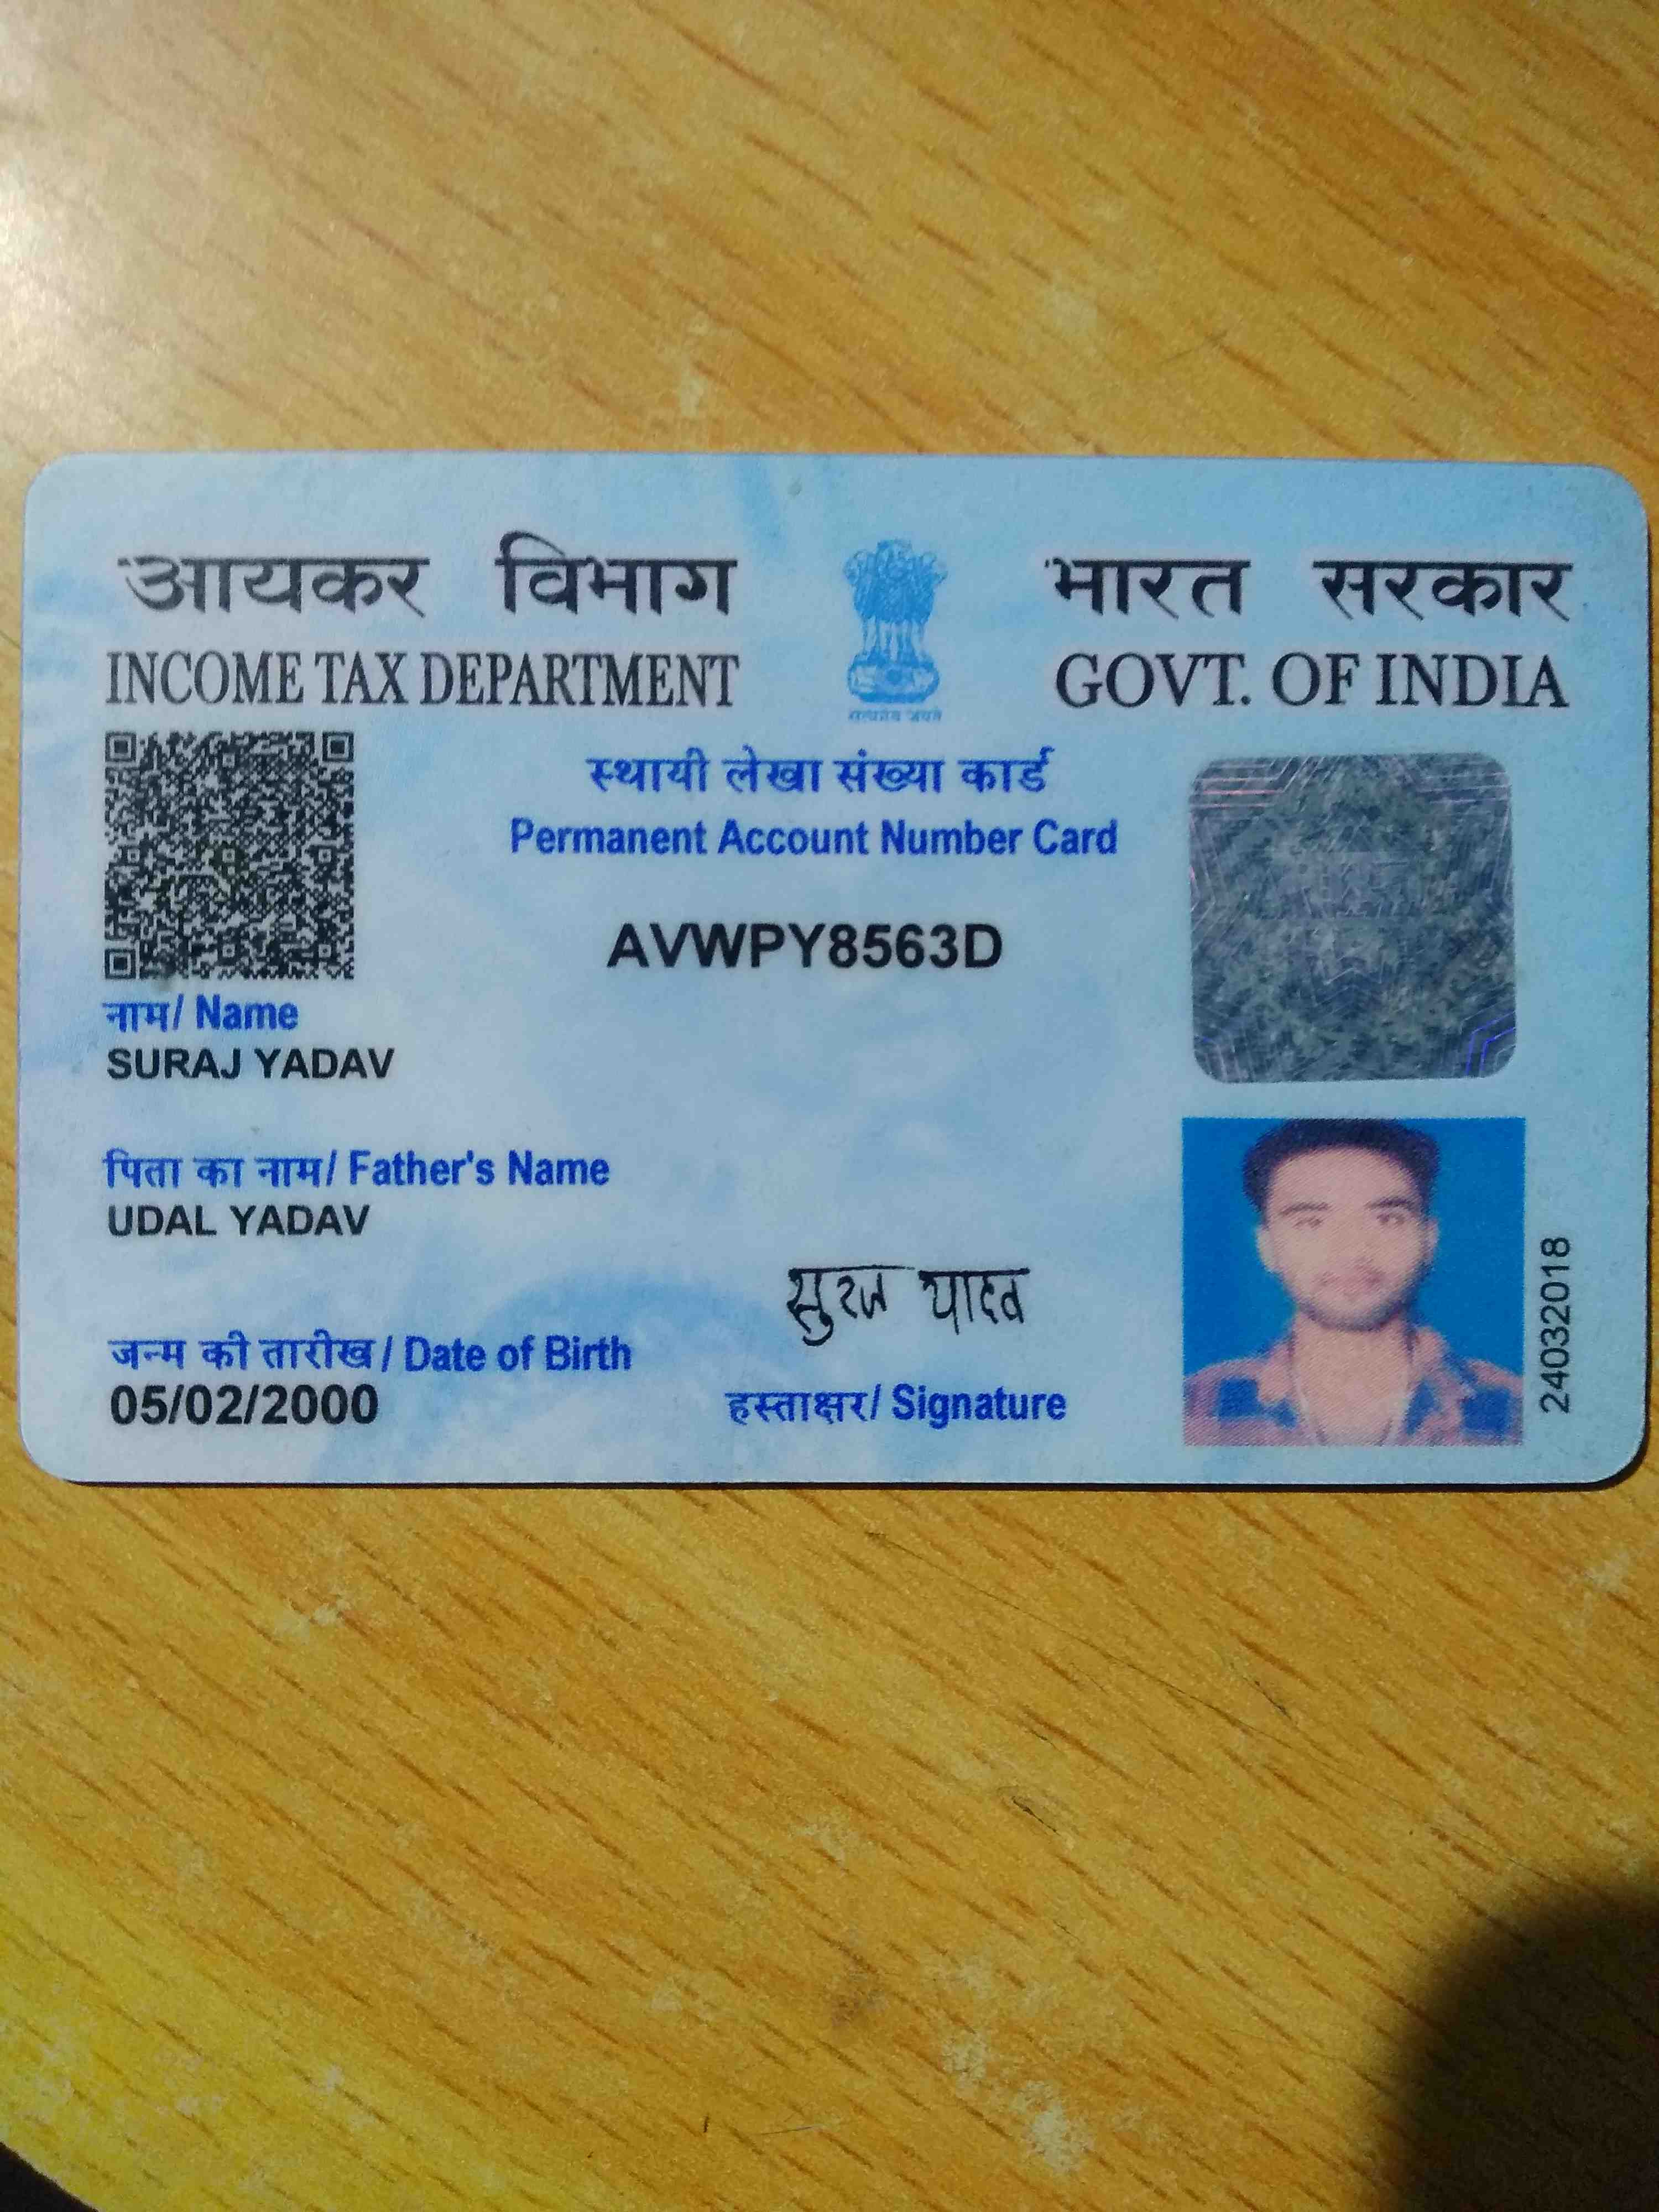 आयकर विभाग
INCOME TAX DEPARTMENT
सत्यमेव जयते
भारत सरकार
GOVT. OF INDIA
स्थायी लेखा संख्या कार्ड
Permanent Account Number Card
AVWPY8563D
नाम/ Name
SURAJ YADAV
पिता का नाम/ Father's Name
UDAL YADAV
जन्म की तारीख / Date of Birth
05/02/2000
सुरज यादव
हस्ताक्षर/ Signature
24032018